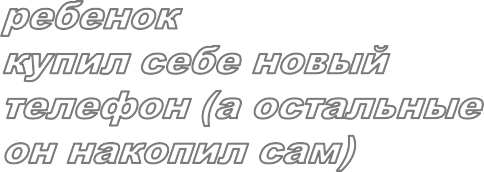 ребенок
купил себе новый
телефон (а остальные
он накопил сам)